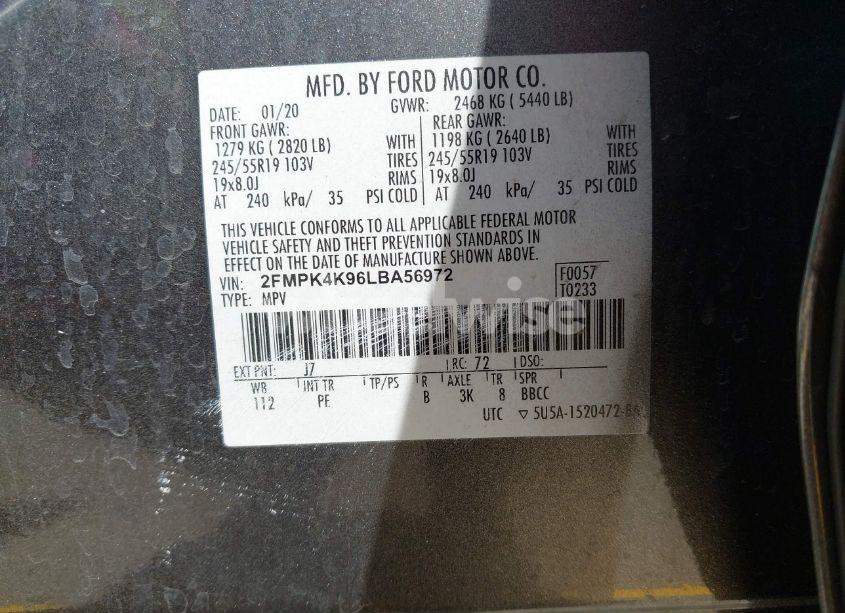 MFD. BY FORD MOTOR CO.
DATE: 01/20 GVWR: 2468 KG ( 5440 LB)
FRONT GAWR: REAR GAWR:
1279 KG ( 2820 LB) WITH 1198 KG ( 2640 LB) WITH
245/55R19 103V TIRES 245/55R19 103V TIRES
19x8.0J RIMS 19x8.0J RIMS
AT 240 kPa/ 35 PSI COLD AT 240 kPa/ 35 PSI COLD
THIS VEHICLE CONFORMS TO ALL APPLICABLE FEDERAL MOTOR
VEHICLE SAFETY AND THEFT PREVENTION STANDARDS IN
EFFECT ON THE DATE OF MANUFACTURE SHOWN ABOVE.
VIN: 2FMPK4K96LBA56972 F0057
TYPE: MPV T0233
EXT PNT: J7 RC: 72 DSO:
WB INT TR TP/PS R AXLE TR SPR
112 PE B 3K 8 BBCC
UTC ▽ 5U5A-1520472-BA